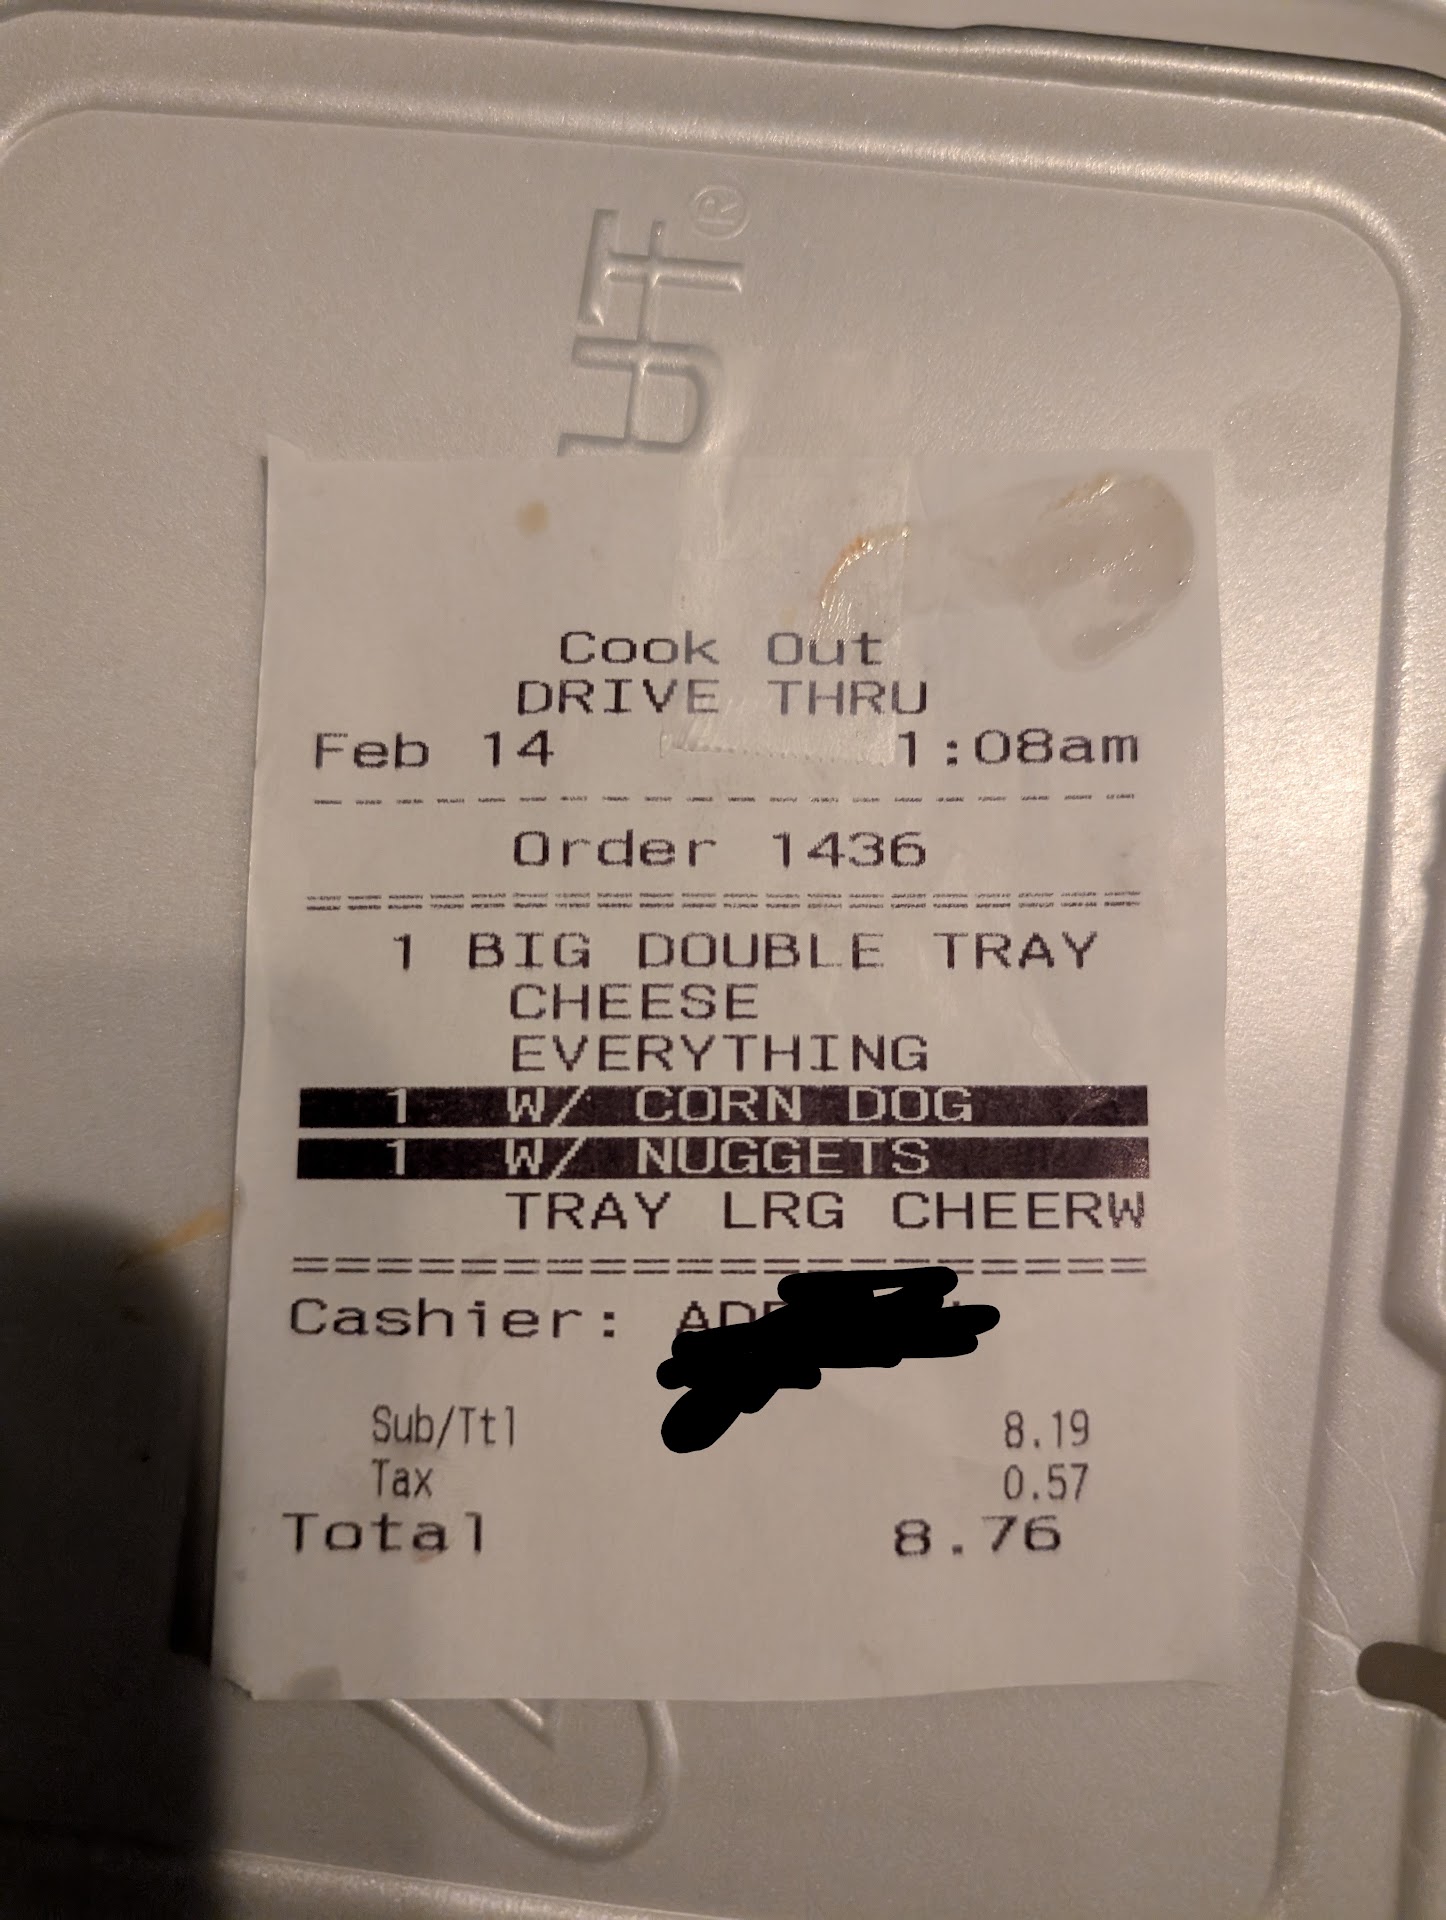 UT®
Cook Out
DRIVE THRU
Feb 14 1:08am
Order 1436
1 BIG DOUBLE TRAY
CHEESE
EVERYTHING
1 W/ CORN DOG
1 W/ NUGGETS
TRAY LRG CHEERW
Cashier:
Sub/Ttl 8.19
Tax 0.57
Total 8.76